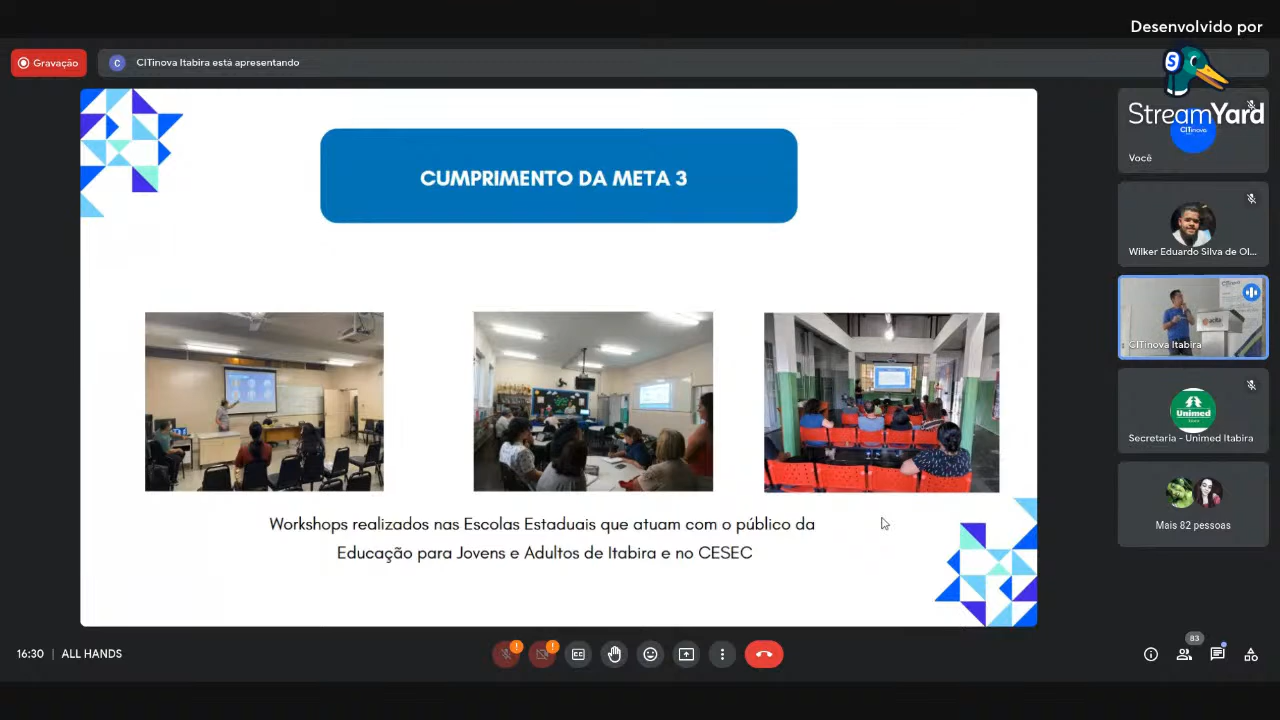 Desenvolvido por
Gravação
C
CITinova Itabira está apresentando
S
StreamYard
CITinova
Você
CUMPRIMENTO DA META 3
Wilker Eduardo Silva de Ol...
CITinova Itabira
Unimed
Secretaria - Unimed Itabira
Workshops realizados nas Escolas Estaduais que atuam com o público da
Educação para Jovens e Adultos de Itabira e no CESEC
Mais 82 pessoas
16:30 | ALL HANDS
83